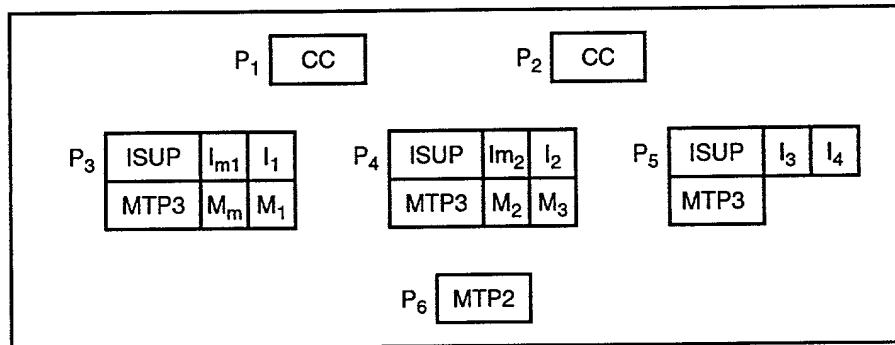 P1 CC P2 CC
P3 ISUP Im1 I1 P4 ISUP Im2 I2 P5 ISUP I3 I4
MTP3 Mm M1 MTP3 M2 M3 MTP3
P6 MTP2